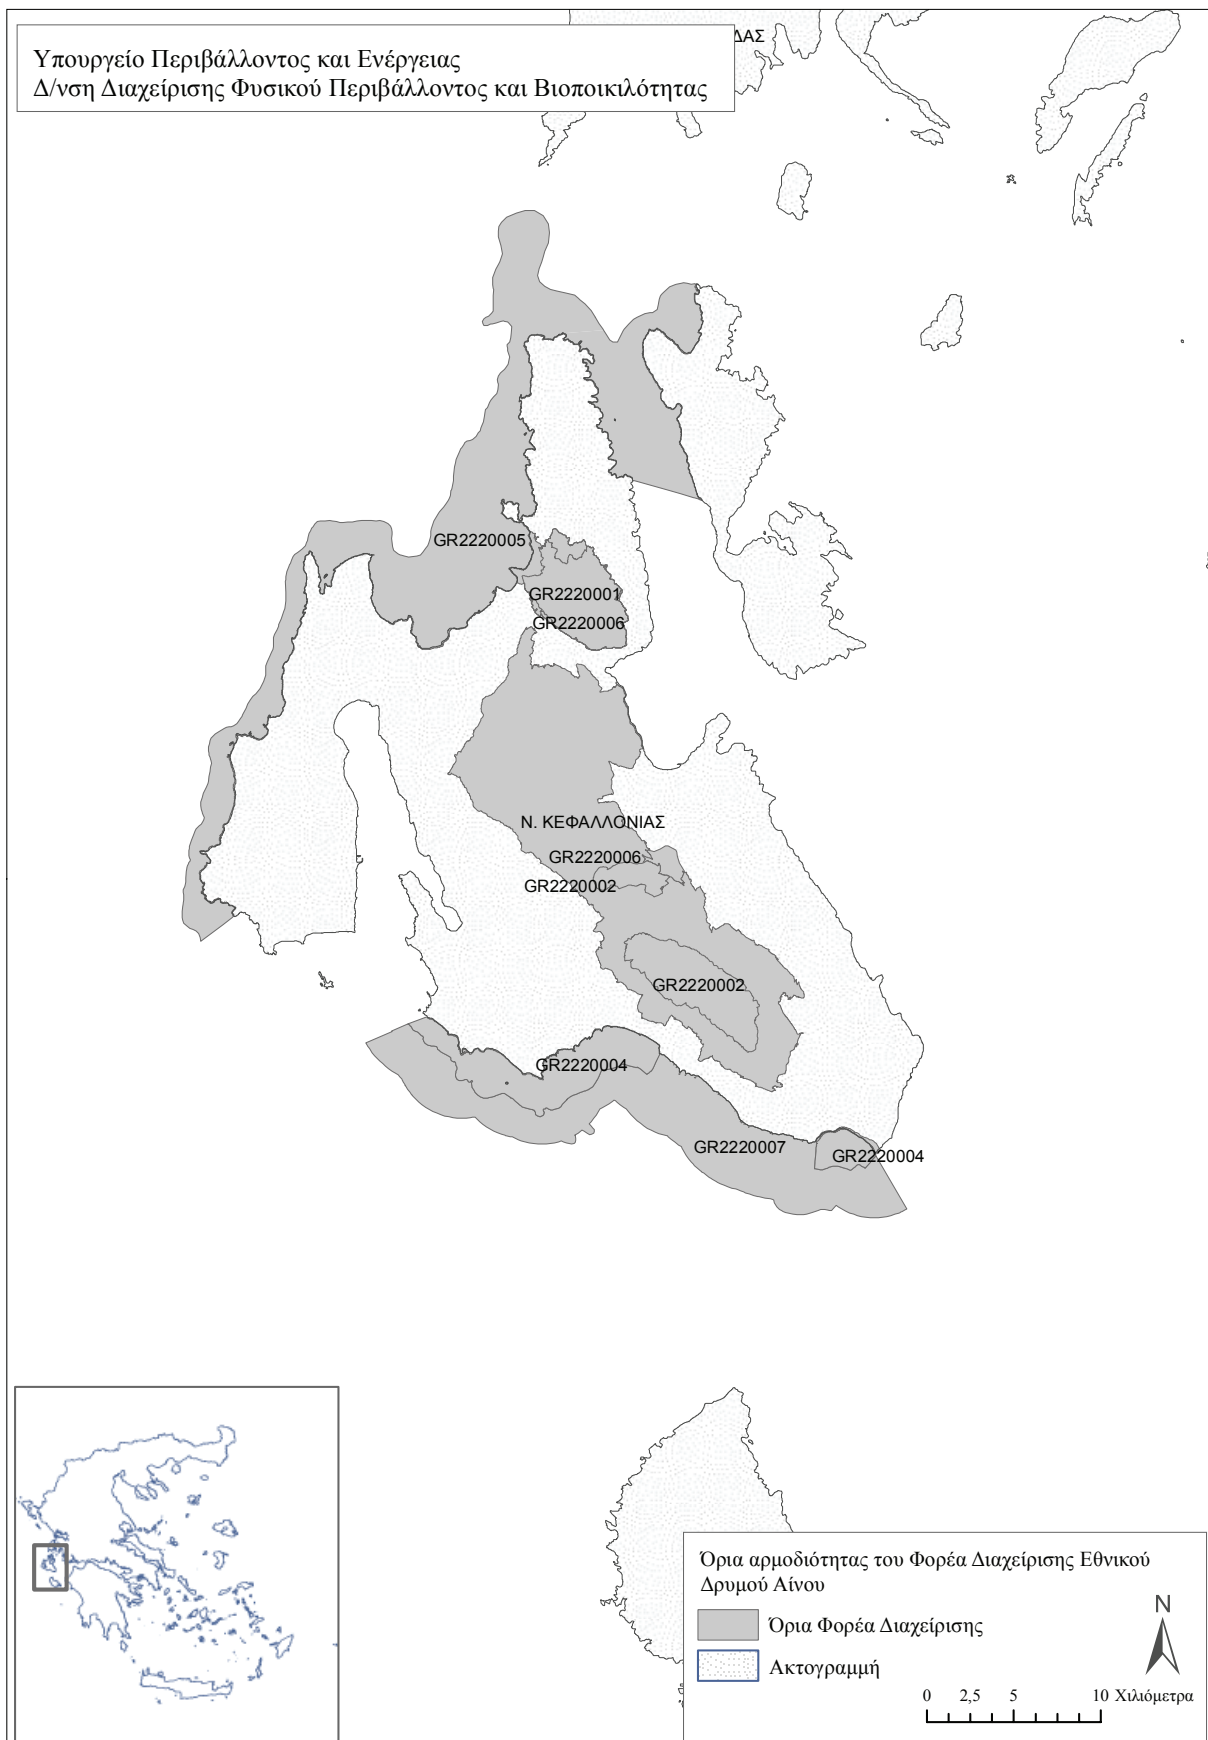 ΔΑΣ
Υπουργείο Περιβάλλοντος και Ενέργειας
Δ/νση Διαχείρισης Φυσικού Περιβάλλοντος και Βιοποικιλότητας
GR2220005
GR2220001
GR2220006
Ν. ΚΕΦΑΛΛΟΝΙΑΣ
GR2220006
GR2220002
GR2220002
GR2220004
GR2220007
GR2220004
Όρια αρμοδιότητας του Φορέα Διαχείρισης Εθνικού
Δρυμού Αίνου
Όρια Φορέα Διαχείρισης
Ακτογραμμή
N
0 2,5 5 10 Χιλιόμετρα